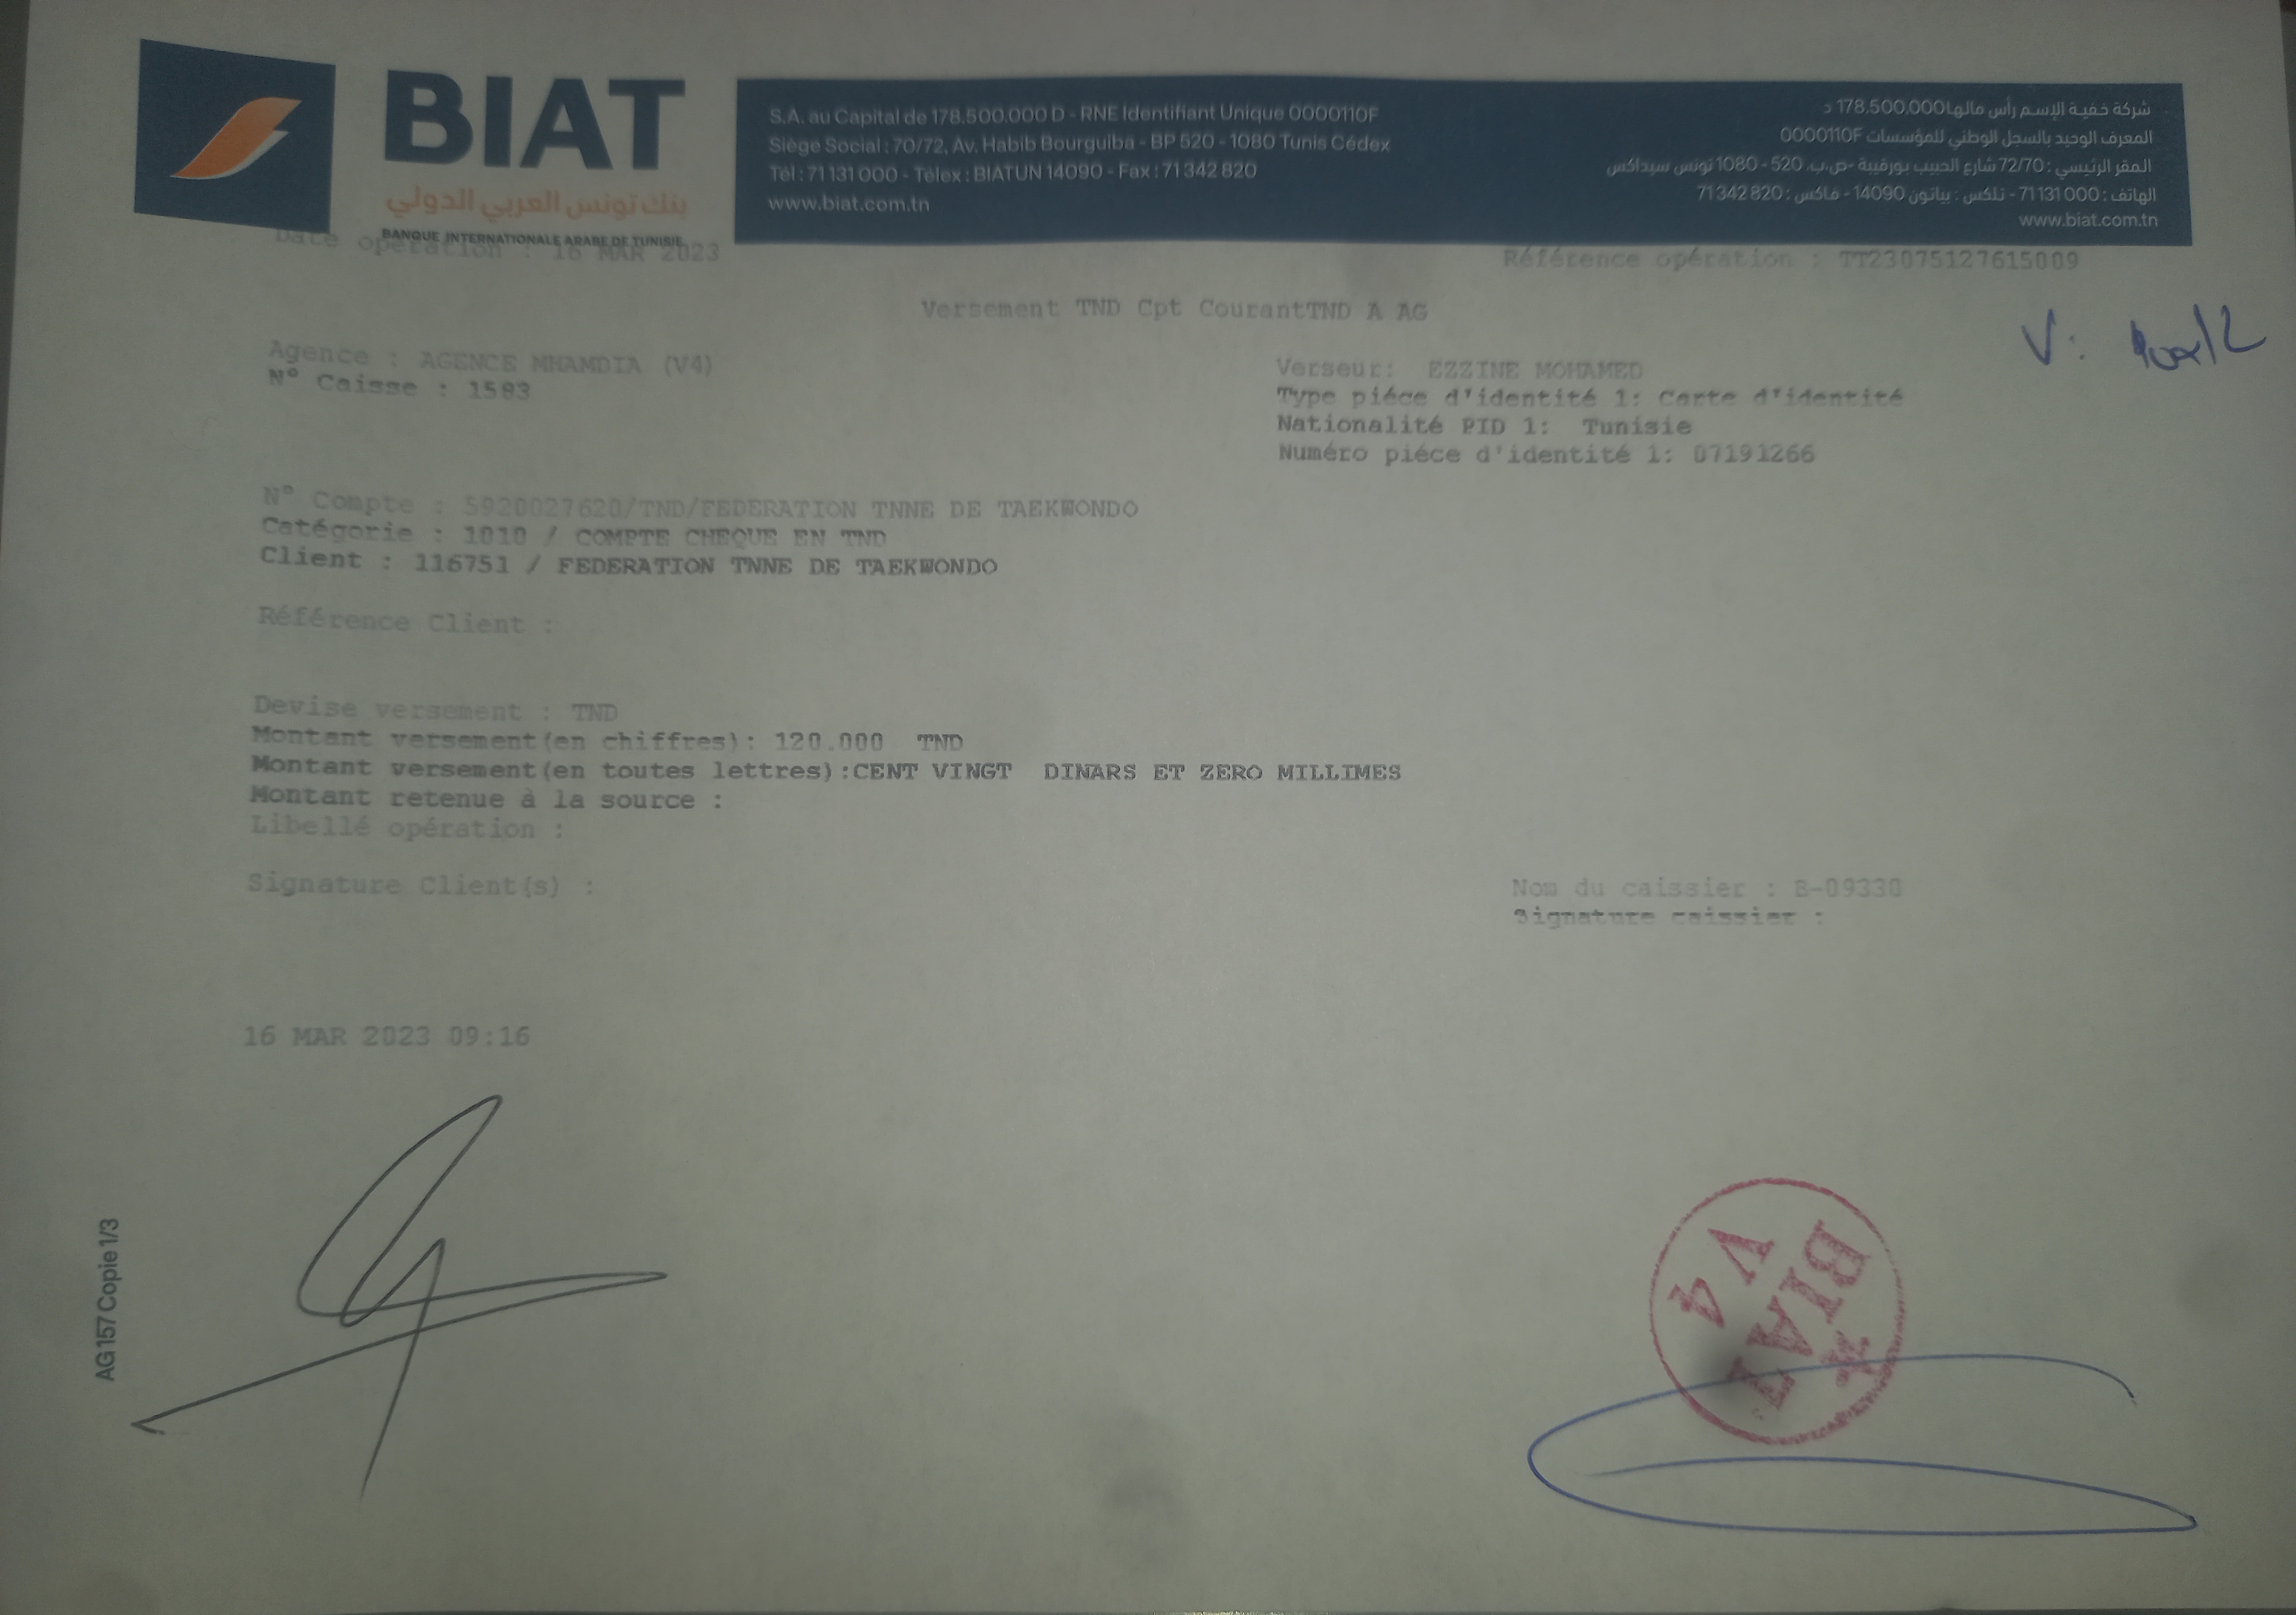 BIAT
بنك تونس العربي الدولي
BANQUE INTERNATIONALE ARABE DE TUNISIE
S.A. au Capital de 178.500.000 D - RNE Identifiant Unique 0000110F
Siège Social : 70/72, Av. Habib Bourguiba - BP 520 - 1080 Tunis Cédex
Tél : 71 131 000 - Télex : BIATUN 14090 - Fax : 71 342 820
www.biat.com.tn
شركة خفية الإسم رأس مالها 178.500.000 د
المعرف الوحيد بالسجل الوطني للمؤسسات 0000110F
المقر الرئيسي : 72/70 شارع الحبيب بورقيبة -ص.ب. 520 - 1080 تونس سيداكس
الهاتف : 71 131 000 - تلكس : بياتون 14090 - فاكس : 71 342 820
www.biat.com.tn
Date opération : 16 MAR 2023
Référence opération : TT23075127615009
Versement TND Cpt CourantTND A AG
V:
Agence : AGENCE MHAMDIA (V4)
N° Caisse : 1583
Verseur: EZZINE MOHAMED
Type piéce d'identité 1: Carte d'identité
Nationalité PID 1: Tunisie
Numéro piéce d'identité 1: 07191266
N° Compte : 5920027620/TND/FEDERATION TNNE DE TAEKWONDO
Catégorie : 1010 / COMPTE CHEQUE EN TND
Client : 116751 / FEDERATION TNNE DE TAEKWONDO
Référence Client :
Devise versement : TND
Montant versement(en chiffres): 120.000 TND
Montant versement(en toutes lettres):CENT VINGT DINARS ET ZERO MILLIMES
Montant retenue à la source :
Libellé opération :
Signature Client(s) :
Nom du caissier : B-09330
Signature caissier :
16 MAR 2023 09:16
AG157 Copie 1/3
BIAT
V4